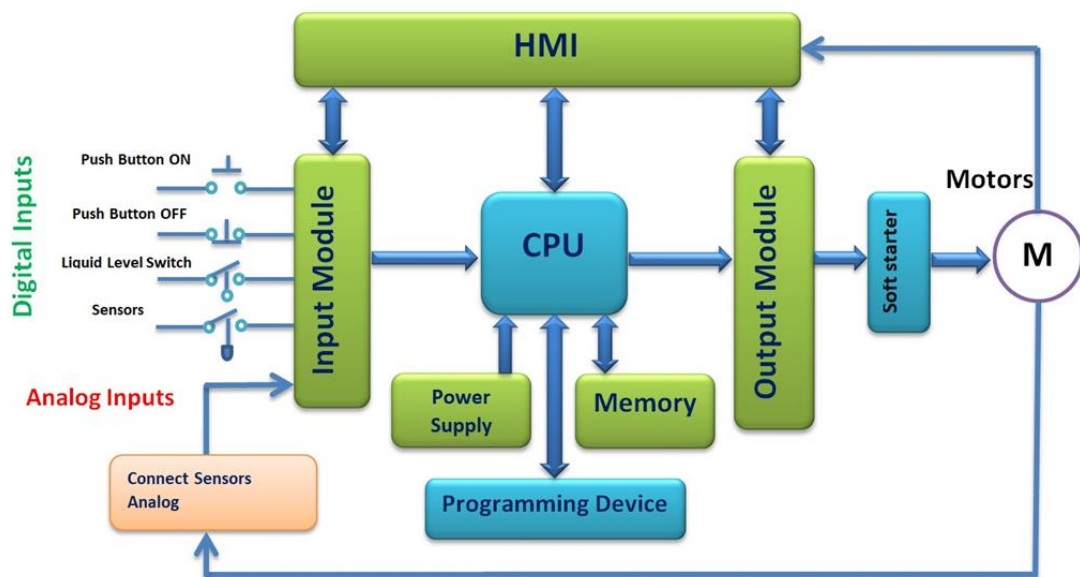 HMI
Digital Inputs
Push Button ON
Push Button OFF
Liquid Level Switch
Sensors
Input Module
CPU
Output Module
Soft starter
Motors
M
Analog Inputs
Power
Supply
Memory
Connect Sensors
Analog
Programming Device